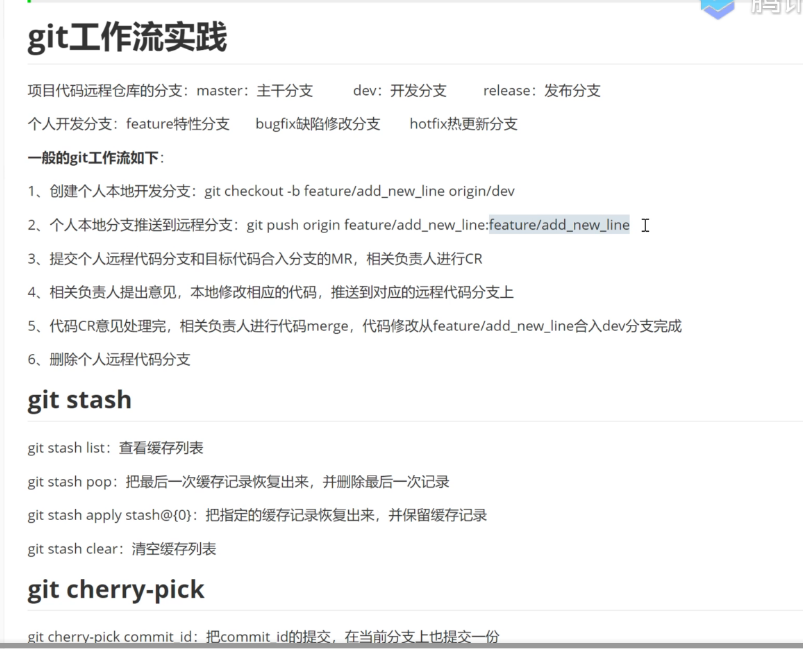 git工作流实践
项目代码远程仓库的分支：master：主干分支 dev：开发分支 release：发布分支
个人开发分支：feature特性分支 bugfix缺陷修改分支 hotfix热更新分支
一般的git工作流如下：
1、创建个人本地开发分支：git checkout -b feature/add_new_line origin/dev
2、个人本地分支推送到远程分支：git push origin feature/add_new_line:feature/add_new_line
3、提交个人远程代码分支和目标代码合入分支的MR，相关负责人进行CR
4、相关负责人提出意见，本地修改相应的代码，推送到对应的远程代码分支上
5、代码CR意见处理完，相关负责人进行代码merge，代码修改从feature/add_new_line合入dev分支完成
6、删除个人远程代码分支
git stash
git stash list：查看缓存列表
git stash pop：把最后一次缓存记录恢复出来，并删除最后一次记录
git stash apply stash@{0}：把指定的缓存记录恢复出来，并保留缓存记录
git stash clear：清空缓存列表
git cherry-pick
git cherry-pick commit_id：把commit_id的提交，在当前分支上也提交一份